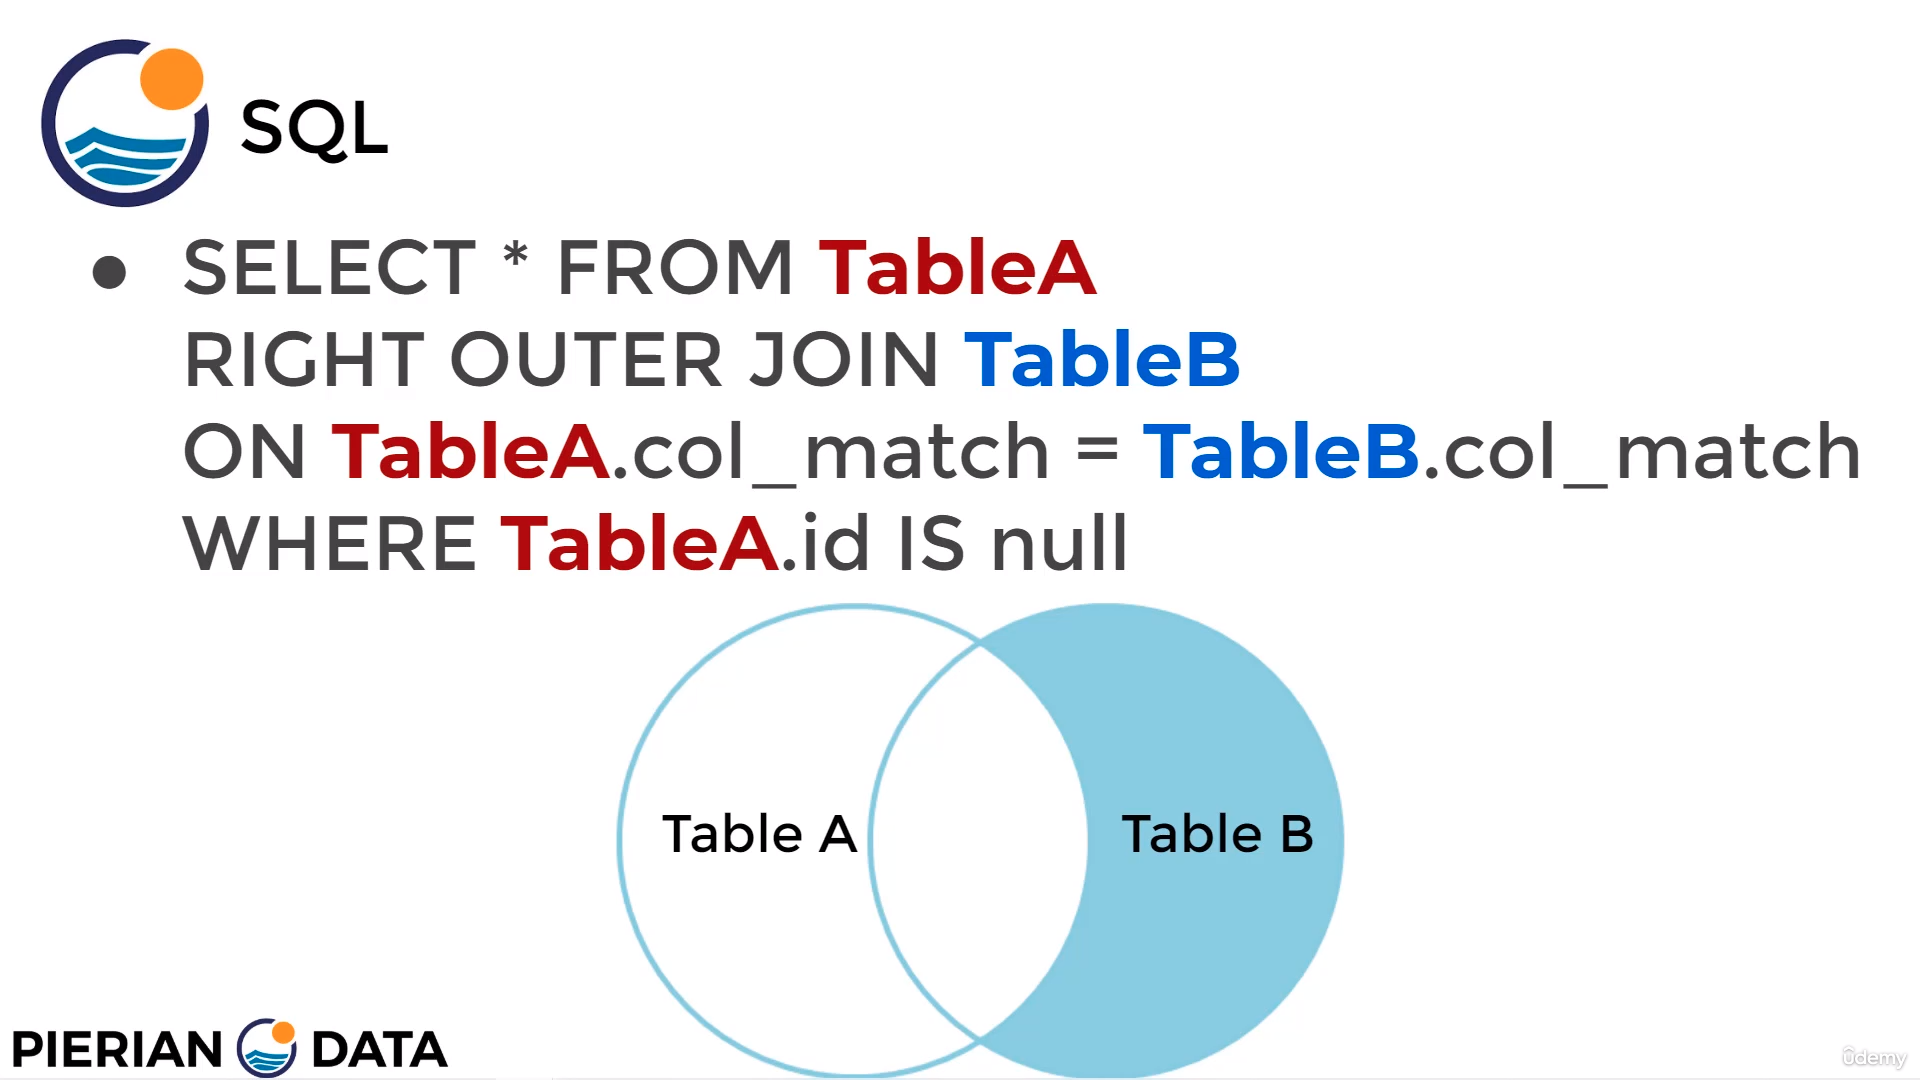 SQL
● SELECT * FROM TableA
RIGHT OUTER JOIN TableB
ON TableA.col_match = TableB.col_match
WHERE TableA.id IS null
Table A
Table B
PIERIAN DATA
ûdemy